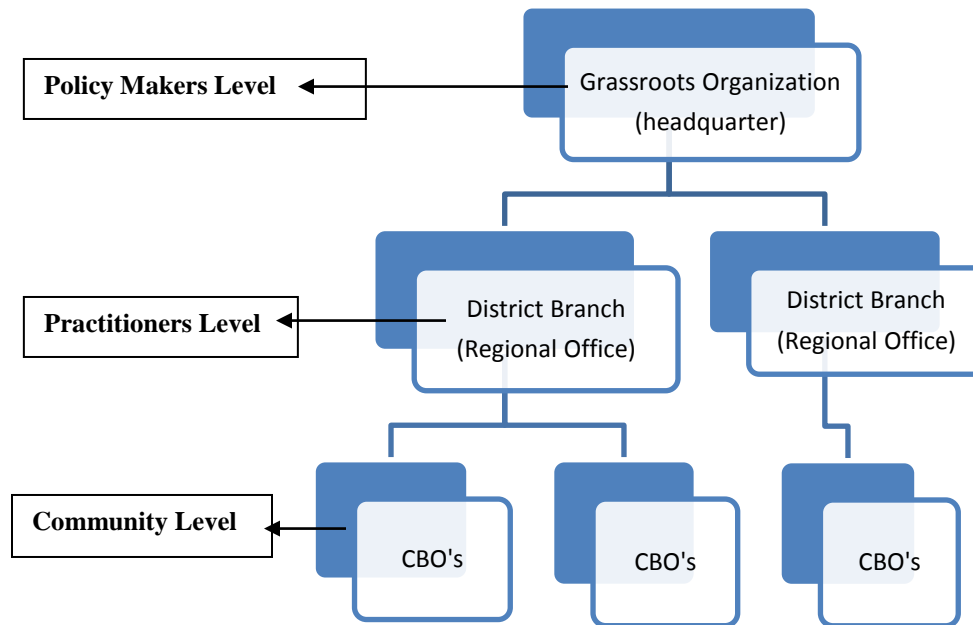 Policy Makers Level
Grassroots Organization
(headquarter)
Practitioners Level
District Branch
(Regional Office)
District Branch
(Regional Office)
Community Level
CBO's
CBO's
CBO's